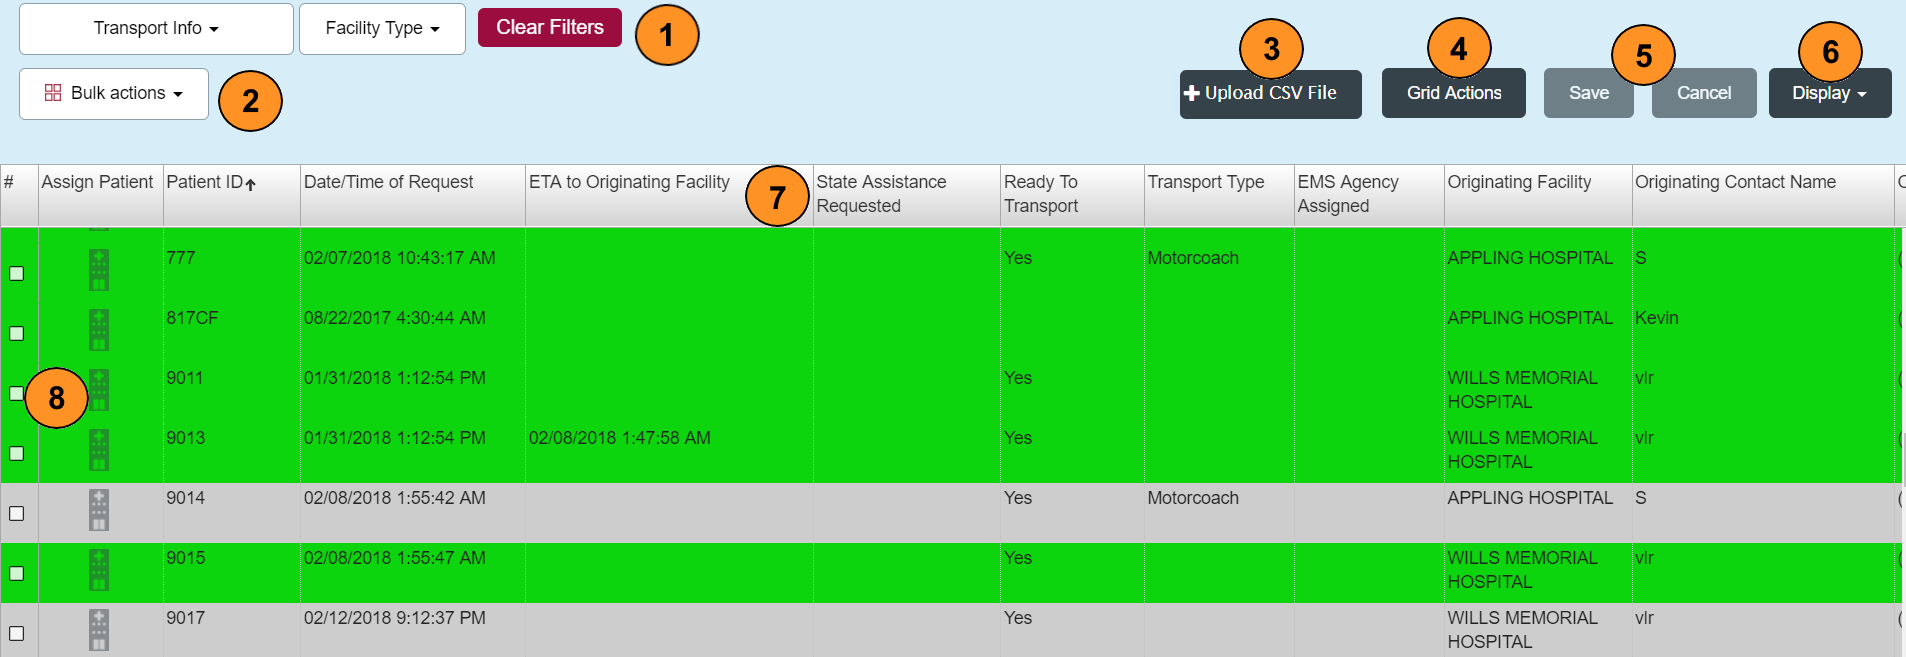 Transport Info
Facility Type
Clear Filters
1
Bulk actions
2
3
Upload CSV File
4
Grid Actions
5
Save
Cancel
6
Display
#
Assign Patient
Patient ID
Date/Time of Request
ETA to Originating Facility
7
State Assistance
Requested
Ready To
Transport
Transport Type
EMS Agency
Assigned
Originating Facility
Originating Contact Name
777 02/07/2018 10:43:17 AM Yes Motorcoach APPLING HOSPITAL S (
817CF 08/22/2017 4:30:44 AM APPLING HOSPITAL Kevin (
8
9011 01/31/2018 1:12:54 PM Yes WILLS MEMORIAL vlr (
HOSPITAL
9013 01/31/2018 1:12:54 PM 02/08/2018 1:47:58 AM Yes WILLS MEMORIAL vlr (
HOSPITAL
9014 02/08/2018 1:55:42 AM Yes Motorcoach APPLING HOSPITAL S (
9015 02/08/2018 1:55:47 AM Yes WILLS MEMORIAL vlr (
HOSPITAL
9017 02/12/2018 9:12:37 PM Yes WILLS MEMORIAL vlr (
HOSPITAL